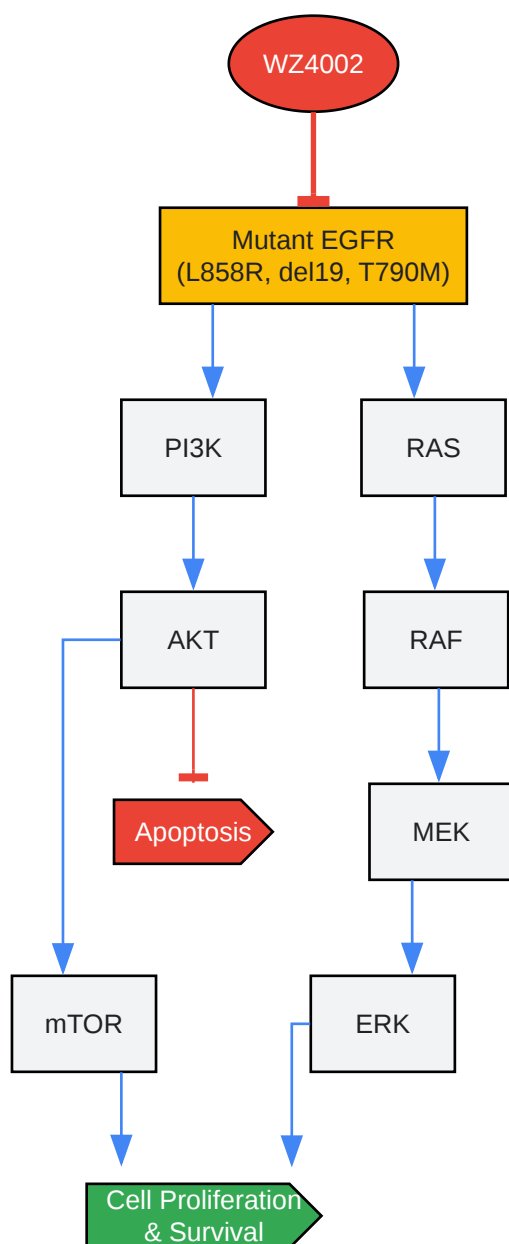 WZ4002
Mutant EGFR
(L858R, del19, T790M)
PI3K
RAS
AKT
RAF
Apoptosis
MEK
mTOR
ERK
Cell Proliferation
& Survival